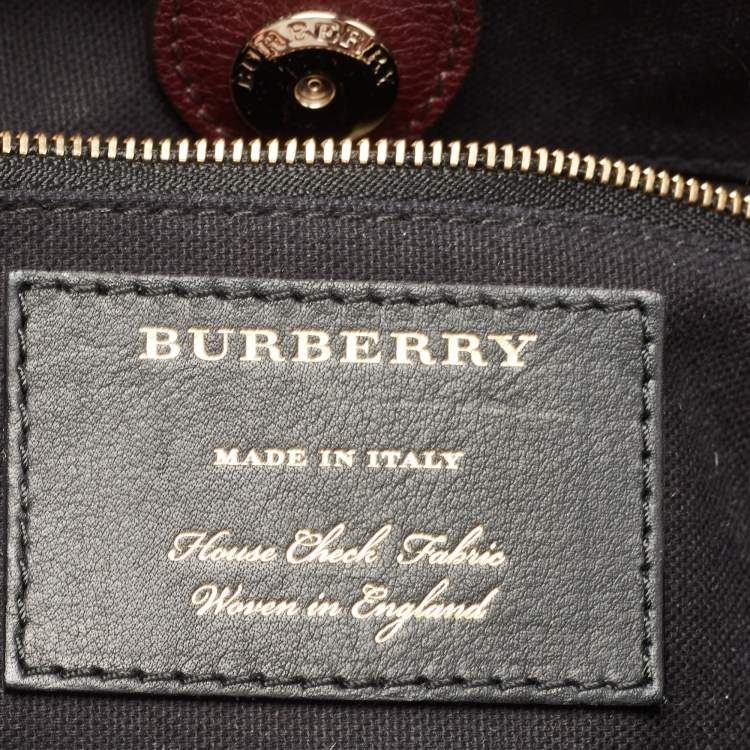 BURBERRY
BURBERRY
MADE IN ITALY
House Check Fabric
Woven in England